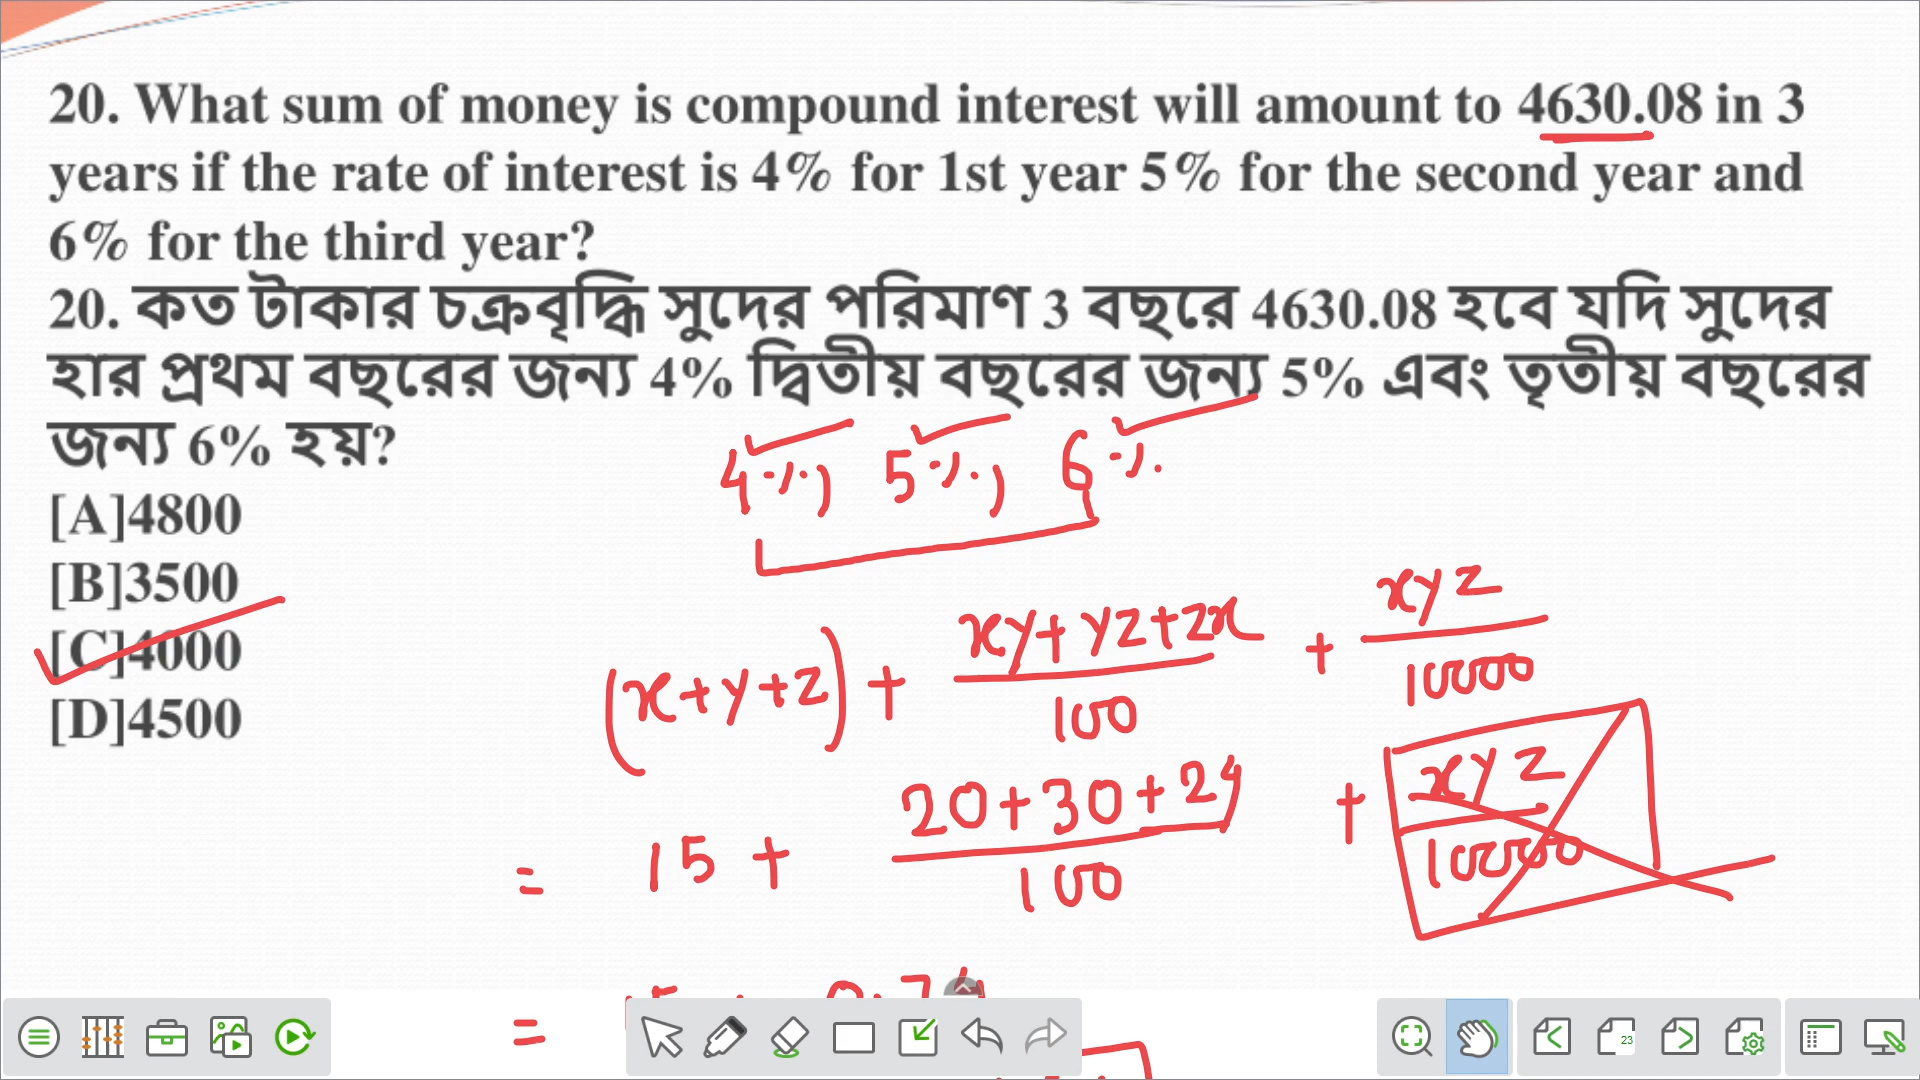 20. What sum of money is compound interest will amount to 4630.08 in 3
years if the rate of interest is 4% for 1st year 5% for the second year and
6% for the third year?
20. কত টাকার চক্রবৃদ্ধি সুদের পরিমাণ 3 বছরে 4630.08 হবে যদি সুদের
হার প্রথম বছরের জন্য 4% দ্বিতীয় বছরের জন্য 5% এবং তৃতীয় বছরের
জন্য 6% হয়?
4%, 5%, 6%.
[A]4800
[B]3500
[C]4000
[D]4500
(x+y+z) + xy+yz+zx/100 + xyz/10000
= 15 + 20+30+24/100 + xyz/10000
=
23